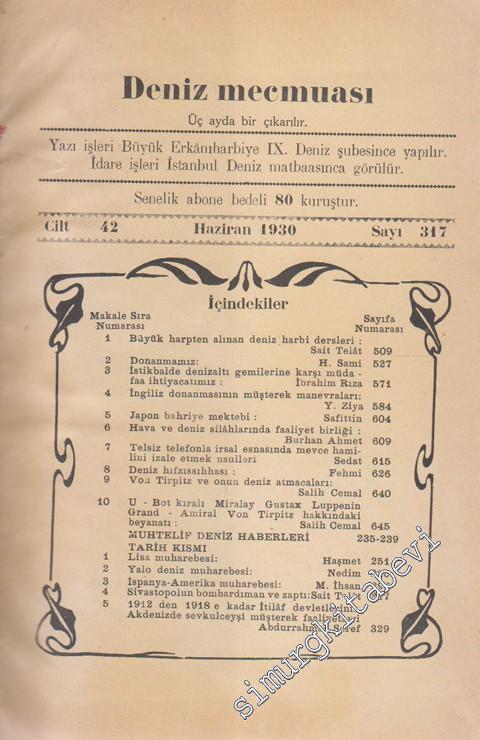 Deniz mecmuası
Üç ayda bir çıkarılır.
Yazı işleri Büyük Erkânıharbiye IX. Deniz şubesince yapılır.
İdare işleri İstanbul Deniz matbaasınca görülür.
Senelik abone bedeli 80 kuruştur.
Cilt 42 Haziran 1930 Sayı 317
İçindekiler
Makale Sıra Numarası Sayıfa Numarası
1 Büyük harpten alınan deniz harbi dersleri :
Sait Telât 509
2 Donanmamız: H. Sami 527
3 İstikbalde denizaltı gemilerine karşı müda -
faa ihtiyacatımız : İbrahim Rıza 571
4 İngiliz donanmasının müşterek manevraları:
Y. Ziya 584
5 Japon bahriye mektebi : Safittin 604
6 Hava ve deniz silâhlarında faaliyet birliği :
Burhan Ahmet 609
7 Telsiz telefonla irsal esnasında mevce hami-
lini izale etmek usulleri Sedat 615
8 Deniz hıfzıssıhhası : Fehmi 626
9 Von Tirpitz ve onun deniz atmacaları:
Salih Cemal 640
10 U - Bot kıralı Miralay Gustax Luppenin
Grand - Amiral Von Tirpitz hakkındaki
beyanatı : Salih Cemal 645
MUHTELİF DENİZ HABERLERİ 235-239
TARİH KISMI
1 Lisa muharebesi: Haşmet 251
2 Yalo deniz muharebesi: Nedim
3 İspanya-Amerika muharebesi: M. İhsan
4 Sivastopolun bombardıman ve zaptı: Sait
5 1912 den 1918 e kadar İtilâf devletlerinin
Akdenizde sevkulceyşî müşterek faaliyetleri
Abdurrahman Şeref 329
simurgkitabevi